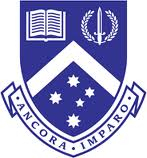 · ANCORA · IMPARO ·